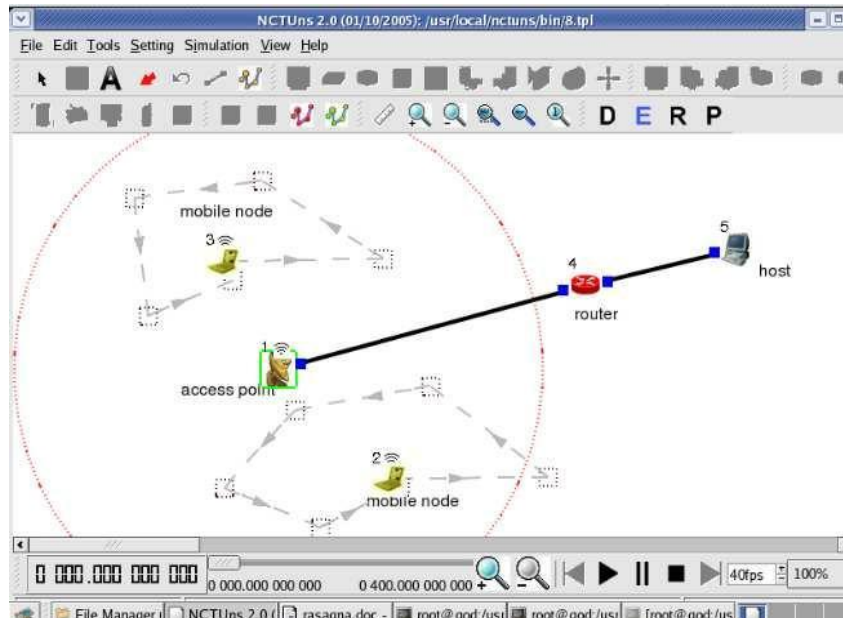 NCTUns 2.0 (01/10/2005): /usr/local/nctuns/bin/8.tpl
File Edit Tools Setting Simulation View Help
A
D E R P
mobile node
3
5
4
host
router
1
access point
2
mobile node
0 000.000 000 000
0 000.000 000 000
0 400.000 000 000
40fps
100%
File Manager
NCTUns 2.0 (
rasagna.doc -
root@god:/usr
root@god:/usr
[root@god:/us